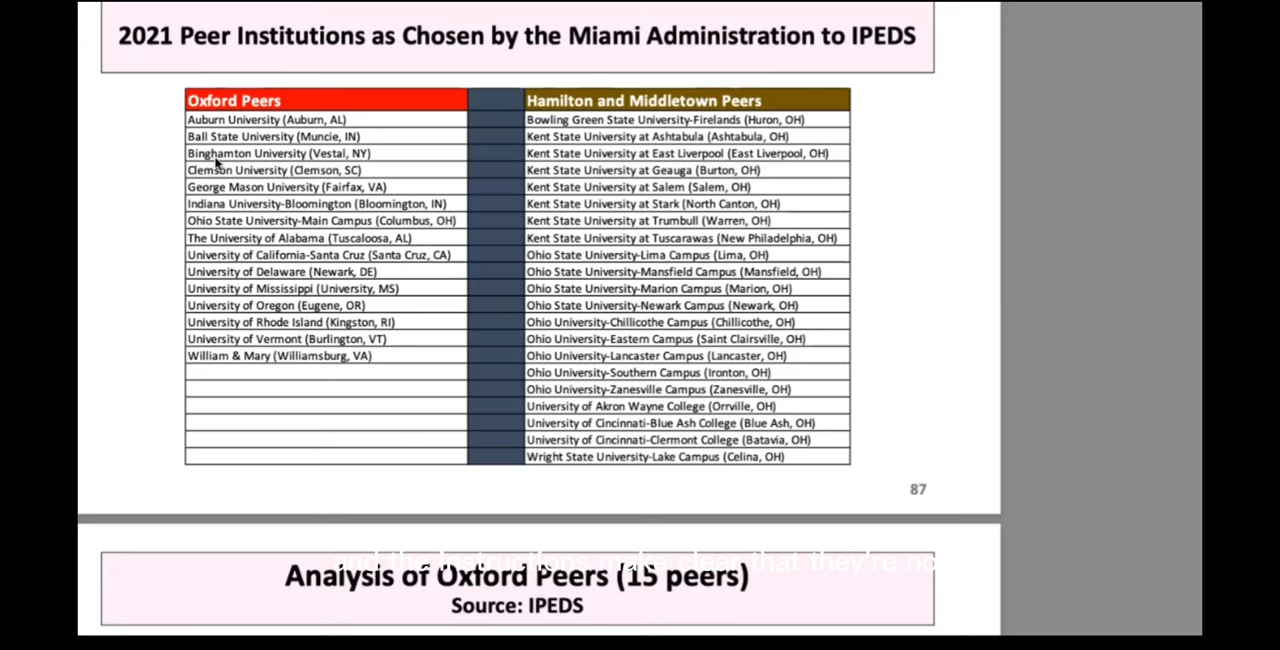 2021 Peer Institutions as Chosen by the Miami Administration to IPEDS
Oxford Peers
Hamilton and Middletown Peers
Auburn University (Auburn, AL)
Bowling Green State University-Firelands (Huron, OH)
Ball State University (Muncie, IN)
Kent State University at Ashtabula (Ashtabula, OH)
Binghamton University (Vestal, NY)
Kent State University at East Liverpool (East Liverpool, OH)
Clemson University (Clemson, SC)
Kent State University at Geauga (Burton, OH)
George Mason University (Fairfax, VA)
Kent State University at Salem (Salem, OH)
Indiana University-Bloomington (Bloomington, IN)
Kent State University at Stark (North Canton, OH)
Ohio State University-Main Campus (Columbus, OH)
Kent State University at Trumbull (Warren, OH)
The University of Alabama (Tuscaloosa, AL)
Kent State University at Tuscarawas (New Philadelphia, OH)
University of California-Santa Cruz (Santa Cruz, CA)
Ohio State University-Lima Campus (Lima, OH)
University of Delaware (Newark, DE)
Ohio State University-Mansfield Campus (Mansfield, OH)
University of Mississippi (University, MS)
Ohio State University-Marion Campus (Marion, OH)
University of Oregon (Eugene, OR)
Ohio State University-Newark Campus (Newark, OH)
University of Rhode Island (Kingston, RI)
Ohio University-Chillicothe Campus (Chillicothe, OH)
University of Vermont (Burlington, VT)
Ohio University-Eastern Campus (Saint Clairsville, OH)
William & Mary (Williamsburg, VA)
Ohio University-Lancaster Campus (Lancaster, OH)
Ohio University-Southern Campus (Ironton, OH)
Ohio University-Zanesville Campus (Zanesville, OH)
University of Akron Wayne College (Orrville, OH)
University of Cincinnati-Blue Ash College (Blue Ash, OH)
University of Cincinnati-Clermont College (Batavia, OH)
Wright State University-Lake Campus (Celina, OH)
87
and the instructions make clear that they're no
Analysis of Oxford Peers (15 peers)
Source: IPEDS